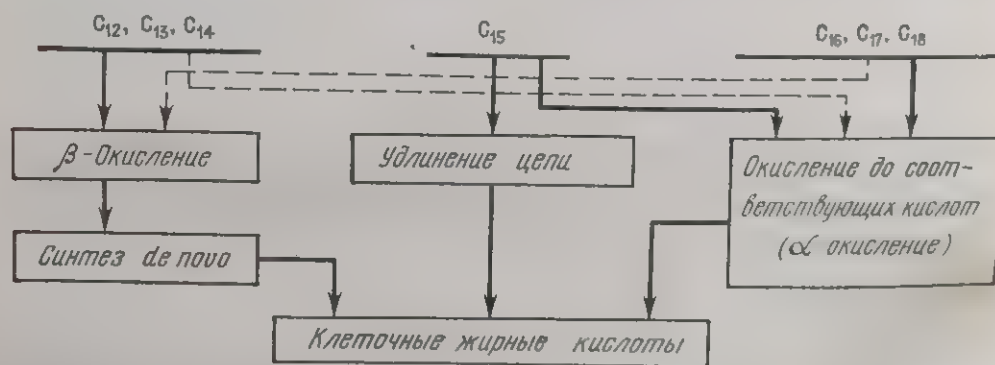 C12, C13, C14
C15
C16, C17, C18
β-Окисление
Удлинение цепи
Окисление до соот-
ветствующих кислот
(α окисление)
Синтез de novo
Клеточные жирные кислоты